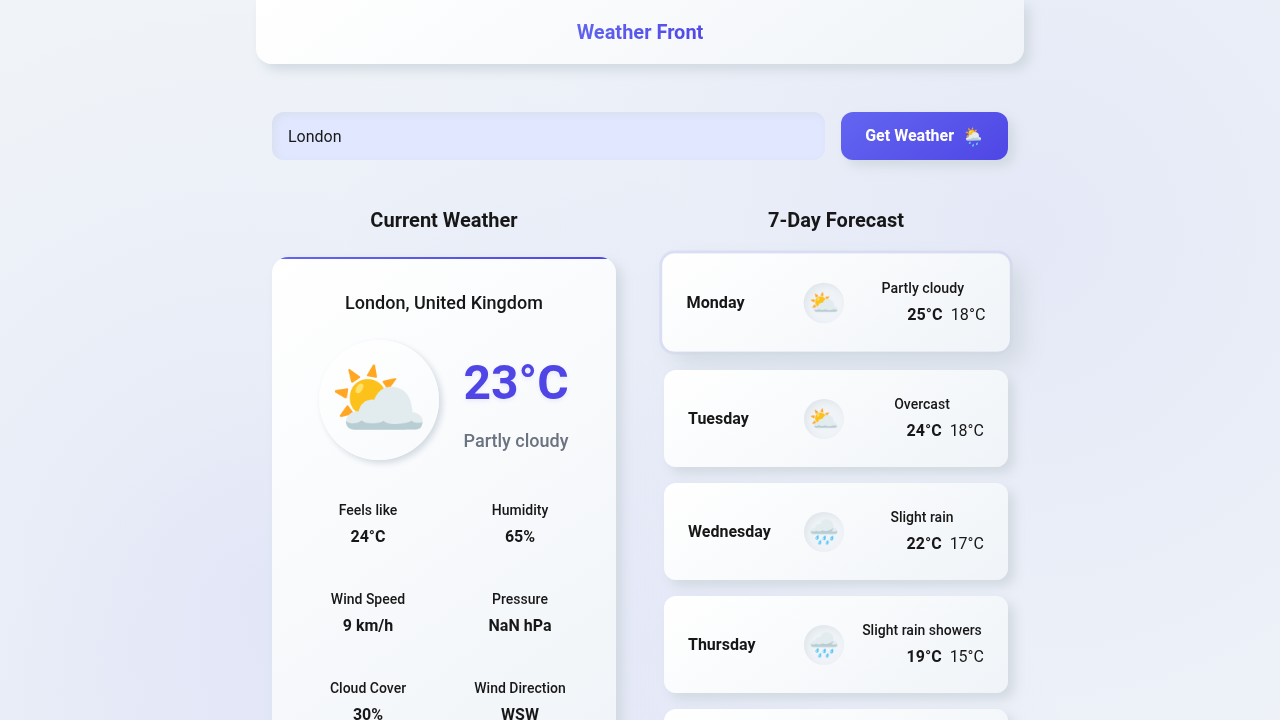 Weather Front
London
Get Weather
Current Weather
London, United Kingdom
23°C
Partly cloudy
Feels like
24°C
Humidity
65%
Wind Speed
9 km/h
Pressure
NaN hPa
Cloud Cover
30%
Wind Direction
WSW
7-Day Forecast
Monday
Partly cloudy
25°C 18°C
Tuesday
Overcast
24°C 18°C
Wednesday
Slight rain
22°C 17°C
Thursday
Slight rain showers
19°C 15°C